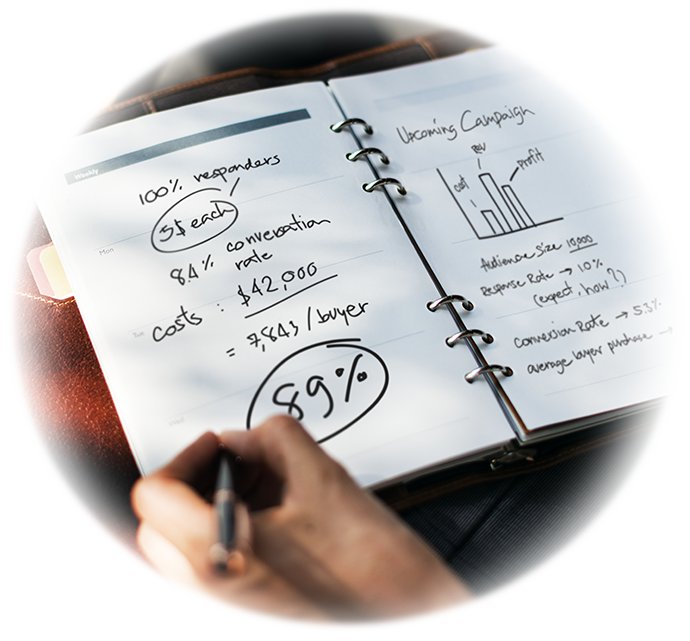 Weekly
100% responders
5$ each
8.4% conversation
rate
costs : $42,000
= 7,843 / buyer
89%
Mon
Tue
Wed
Upcoming Campaign
cost
Rev
profit
Audience Size 10,000
Response Rate → 10%
(expect, how?)
Conversion Rate → 5.3%
average buyer purchase →